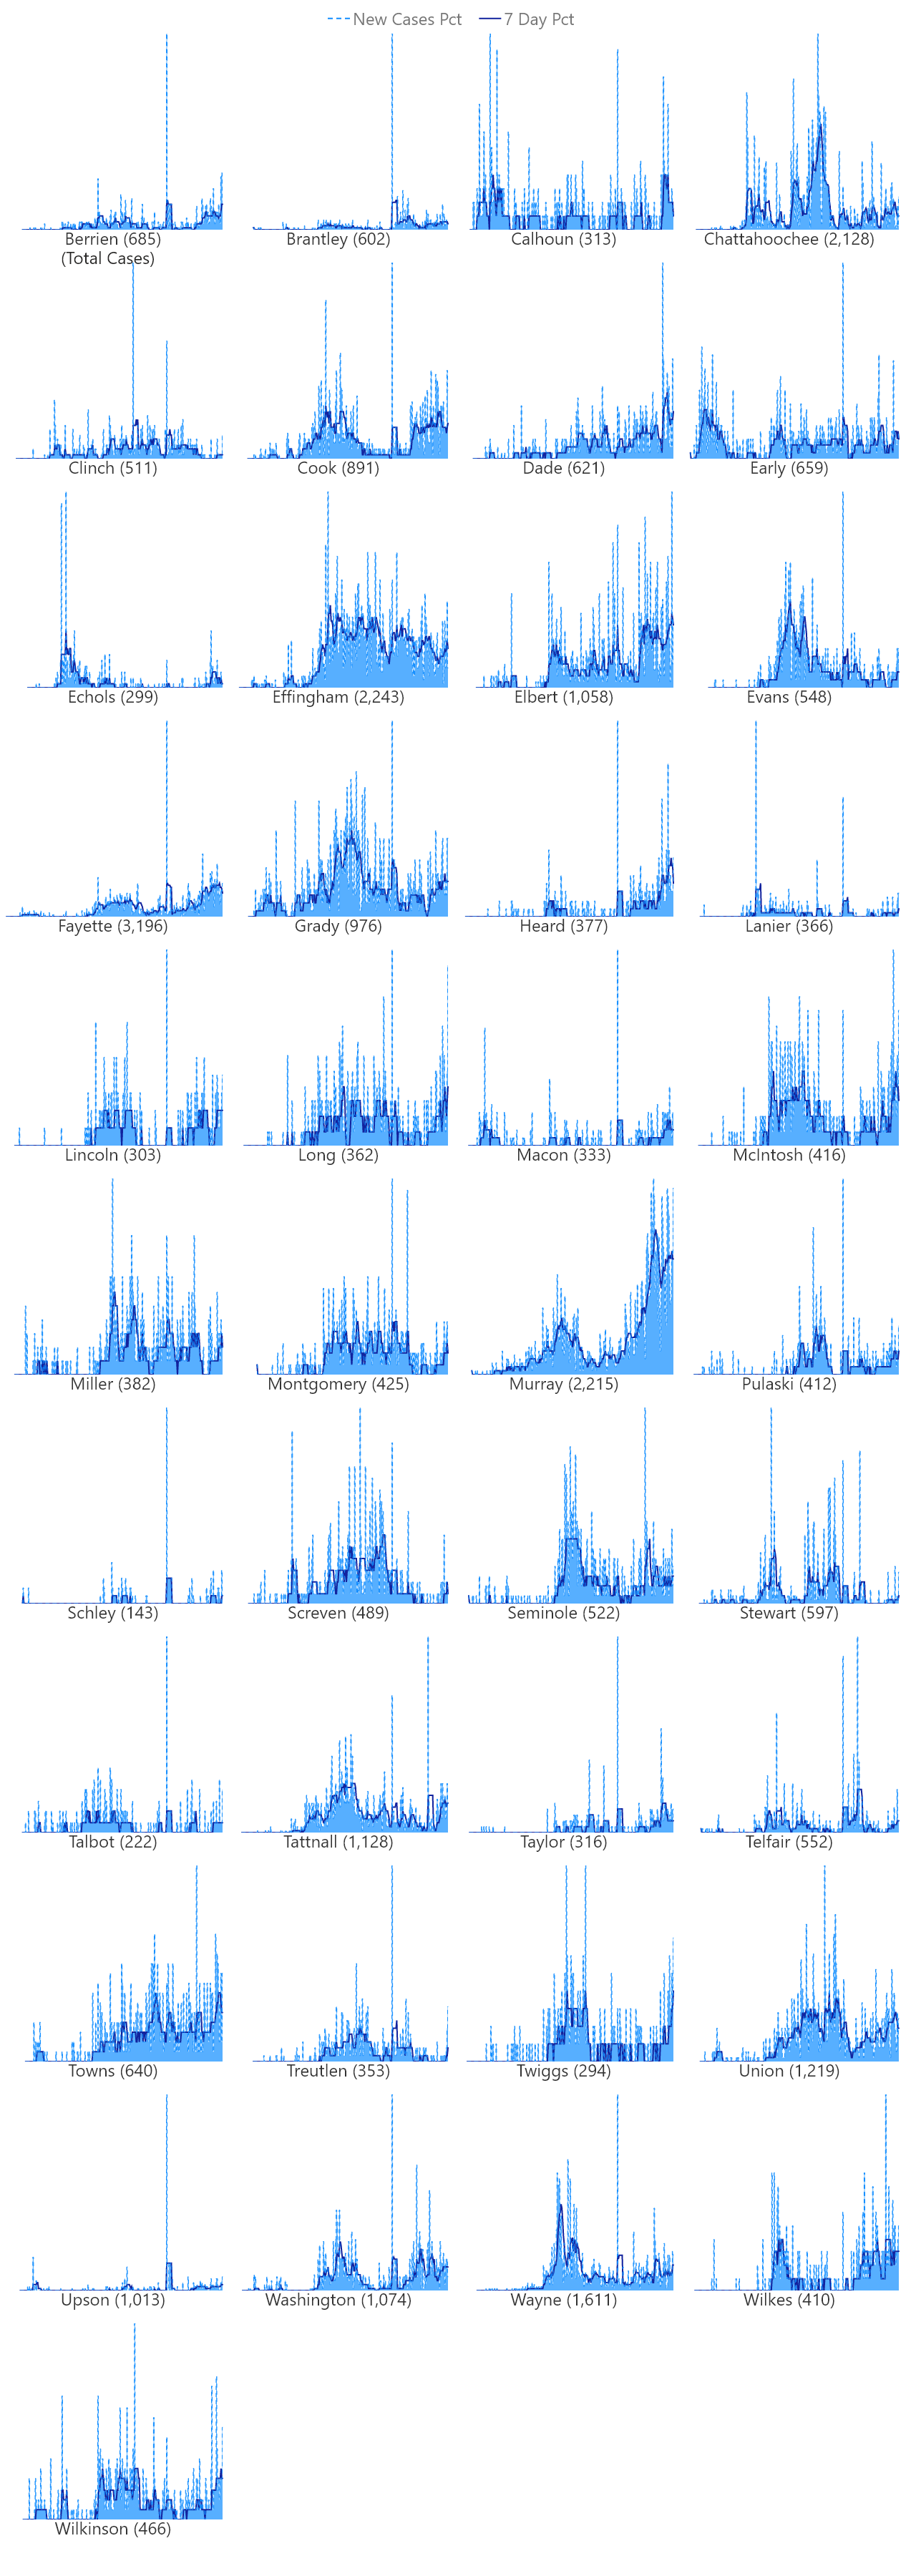 New Cases Pct 7 Day Pct
Berrien (685) Brantley (602) Calhoun (313) Chattahoochee (2,128)
(Total Cases)
Clinch (511) Cook (891) Dade (621) Early (659)
Echols (299) Effingham (2,243) Elbert (1,058) Evans (548)
Fayette (3,196) Grady (976) Heard (377) Lanier (366)
Lincoln (303) Long (362) Macon (333) McIntosh (416)
Miller (382) Montgomery (425) Murray (2,215) Pulaski (412)
Schley (143) Screven (489) Seminole (522) Stewart (597)
Talbot (222) Tattnall (1,128) Taylor (316) Telfair (552)
Towns (640) Treutlen (353) Twiggs (294) Union (1,219)
Upson (1,013) Washington (1,074) Wayne (1,611) Wilkes (410)
Wilkinson (466)